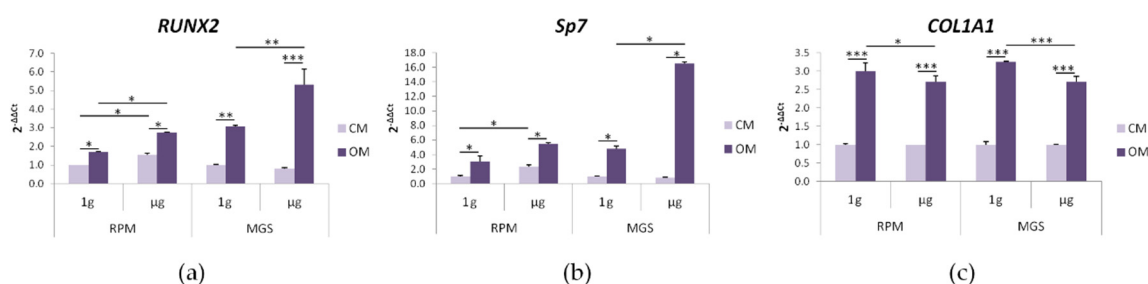 RUNX2
2^-ΔΔCt
7.0
6.0
5.0
4.0
3.0
2.0
1.0
0.0
* * * * ** ** ***
1g μg 1g μg
RPM MGS
CM
OM
(a)
Sp7
2^-ΔΔCt
18.0
16.0
14.0
12.0
10.0
8.0
6.0
4.0
2.0
0.0
* * * * * *
1g μg 1g μg
RPM MGS
CM
OM
(b)
COL1A1
2^-ΔΔCt
3.5
3.0
2.5
2.0
1.5
1.0
0.5
0.0
*** * *** *** *** ***
1g μg 1g μg
RPM MGS
CM
OM
(c)